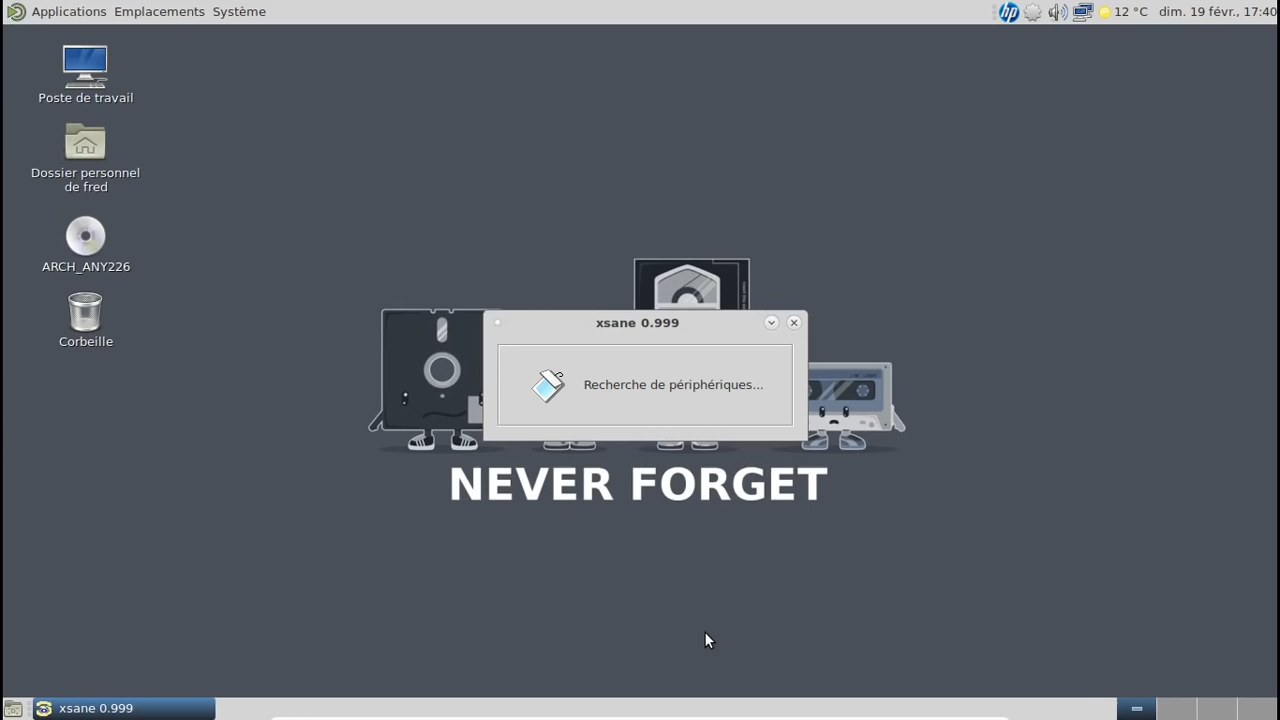 Applications Emplacements Système
hp
12 °C dim. 19 févr., 17:40
Poste de travail
Dossier personnel
de fred
ARCH_ANY226
Corbeille
xsane 0.999
Recherche de périphériques...
NEVER FORGET
xsane 0.999